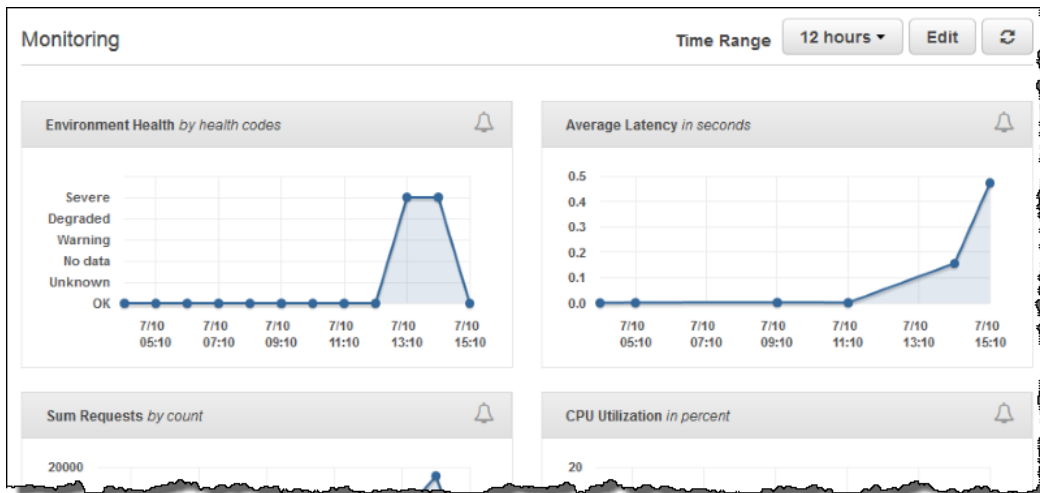 Monitoring
Time Range 12 hours Edit
Environment Health by health codes
Severe
Degraded
Warning
No data
Unknown
OK
7/10 7/10 7/10 7/10 7/10 7/10
05:10 07:10 09:10 11:10 13:10 15:10
Average Latency in seconds
0.5
0.4
0.3
0.2
0.1
0.0
7/10 7/10 7/10 7/10 7/10 7/10
05:10 07:10 09:10 11:10 13:10 15:10
Sum Requests by count
20000
CPU Utilization in percent
20